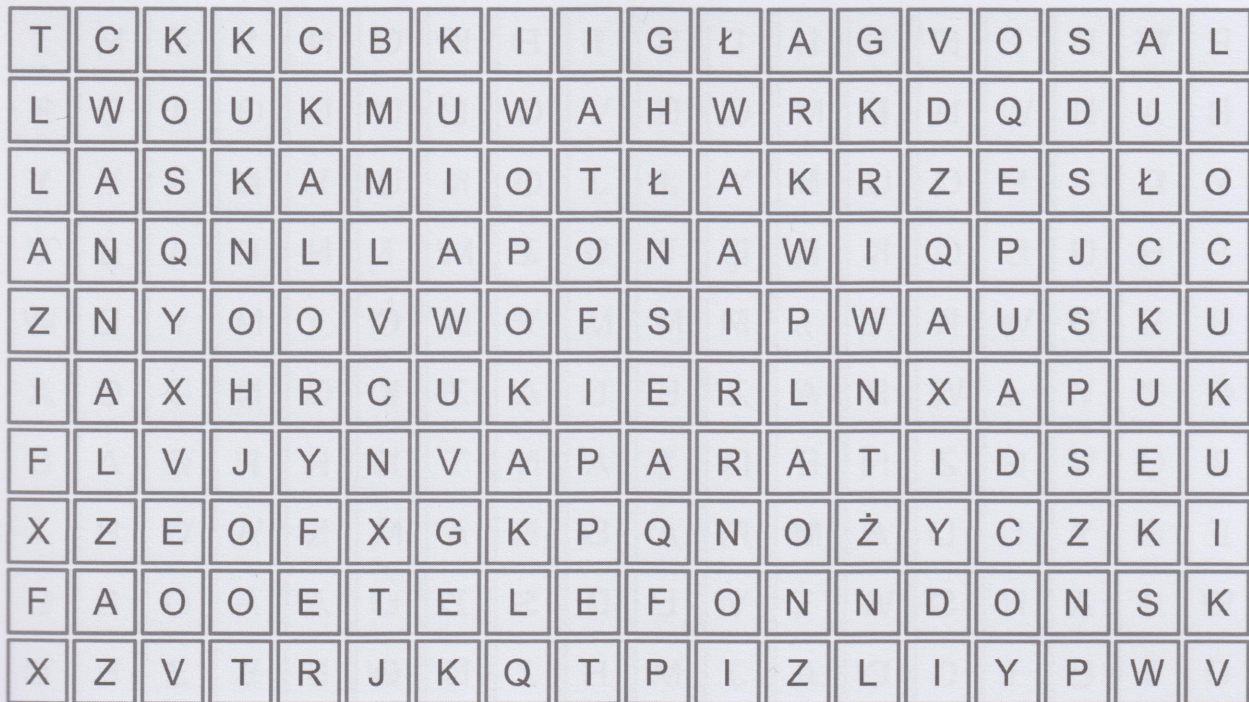 T C K K C B K I I G Ł A G V O S A L
L W O U K M U W A H W R K D Q D U I
L A S K A M I O T Ł A K R Z E S Ł O
A N Q N L L A P O N A W I Q P J C C
Z N Y O O V W O F S I P W A U S K U
I A X H R C U K I E R L N X A P U K
F L V J Y N V A P A R A T I D S E U
X Z E O F X G K P Q N O Ż Y C Z K I
F A O O E T E L E F O N N D O N S K
X Z V T R J K Q T P I Z L I Y P W V